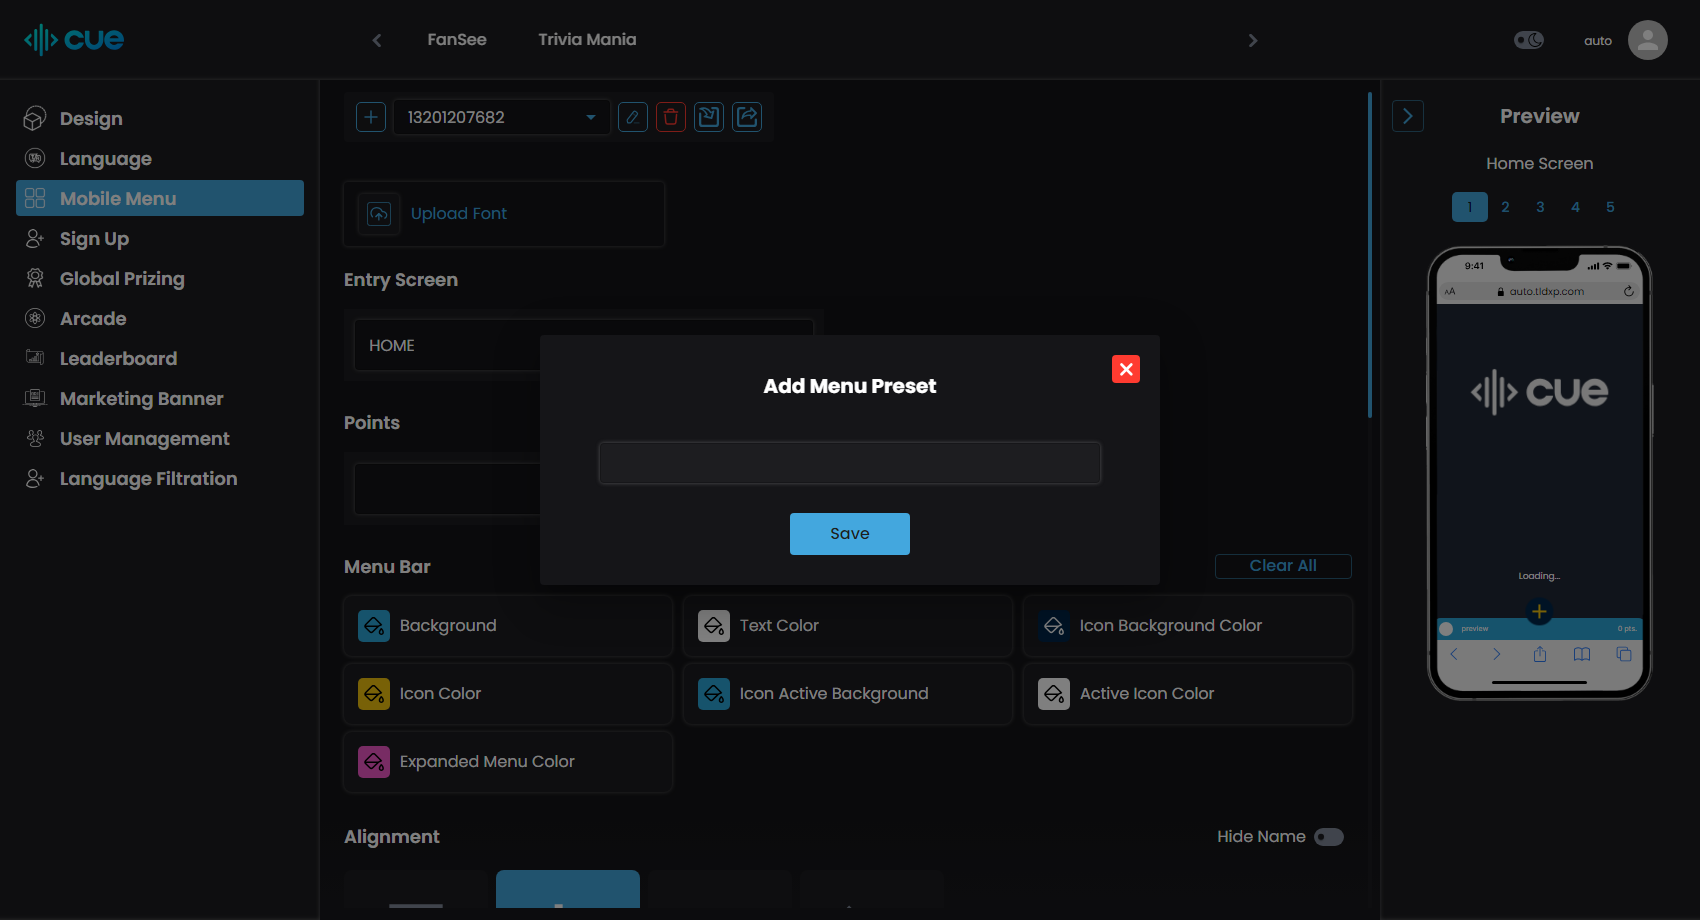 cue
FanSee
Trivia Mania
auto
Design
Language
Mobile Menu
Sign Up
Global Prizing
Arcade
Leaderboard
Marketing Banner
User Management
Language Filtration
13201207682
Upload Font
Entry Screen
HOME
Points
Add Menu Preset
Save
Menu Bar
Clear All
Background
Text Color
Icon Background Color
Icon Color
Icon Active Background
Active Icon Color
Expanded Menu Color
Alignment
Hide Name
Preview
Home Screen
1 2 3 4 5
9:41
AA auto.tldxp.com
cue
Loading...
preview 0 pts.